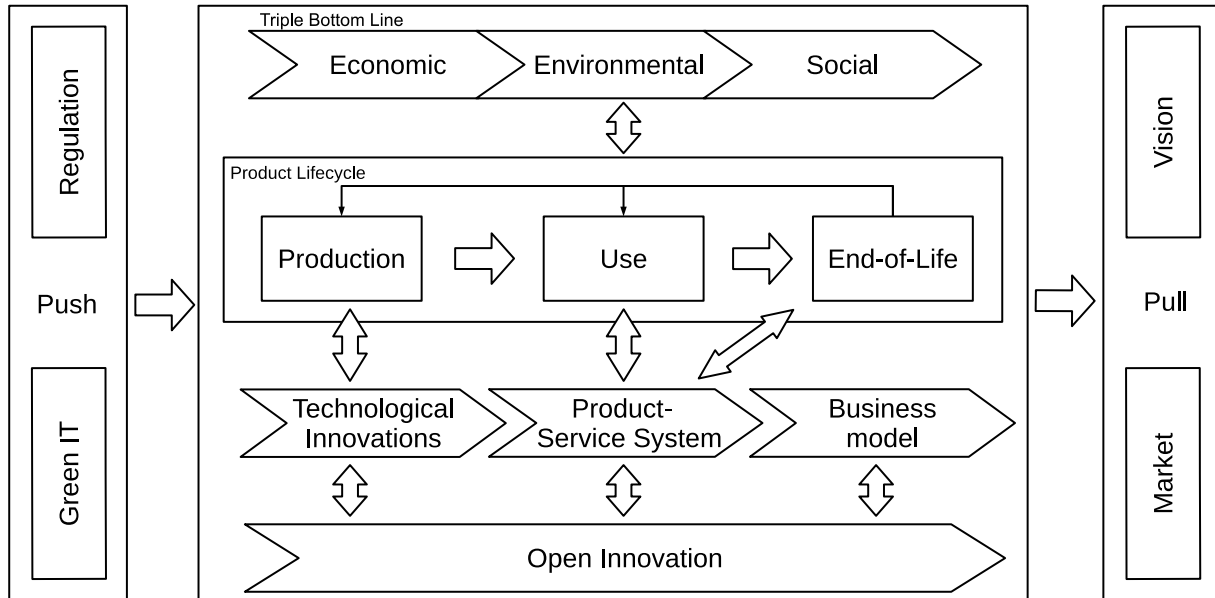 Regulation
Push
Green IT
Triple Bottom Line
Economic
Environmental
Social
Product Lifecycle
Production
Use
End-of-Life
Technological
Innovations
Product-
Service System
Business
model
Open Innovation
Vision
Pull
Market